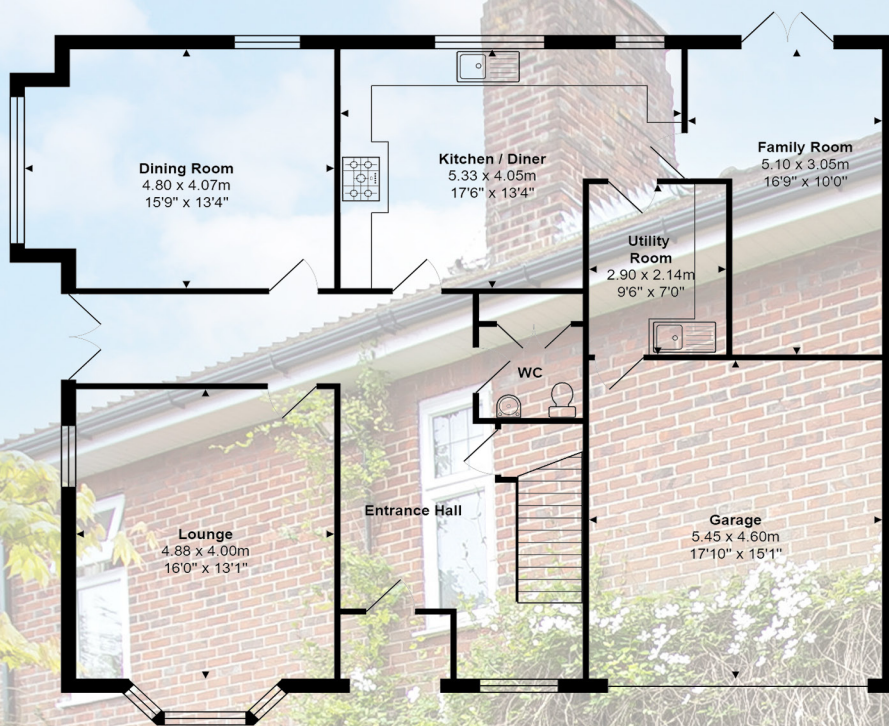 Dining Room
4.80 x 4.07m
15'9" x 13'4"
Kitchen / Diner
5.33 x 4.05m
17'6" x 13'4"
Family Room
5.10 x 3.05m
16'9" x 10'0"
Utility
Room
2.90 x 2.14m
9'6" x 7'0"
WC
Entrance Hall
Lounge
4.88 x 4.00m
16'0" x 13'1"
Garage
5.45 x 4.60m
17'10" x 15'1"